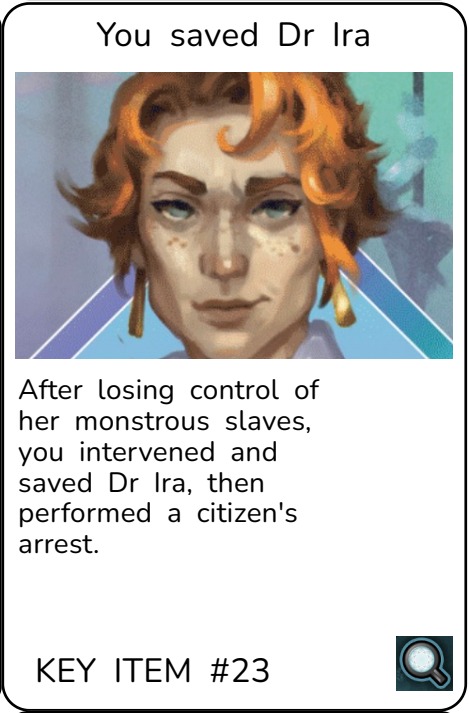 You saved Dr Ira
After losing control of
her monstrous slaves,
you intervened and
saved Dr Ira, then
performed a citizen's
arrest.
KEY ITEM #23